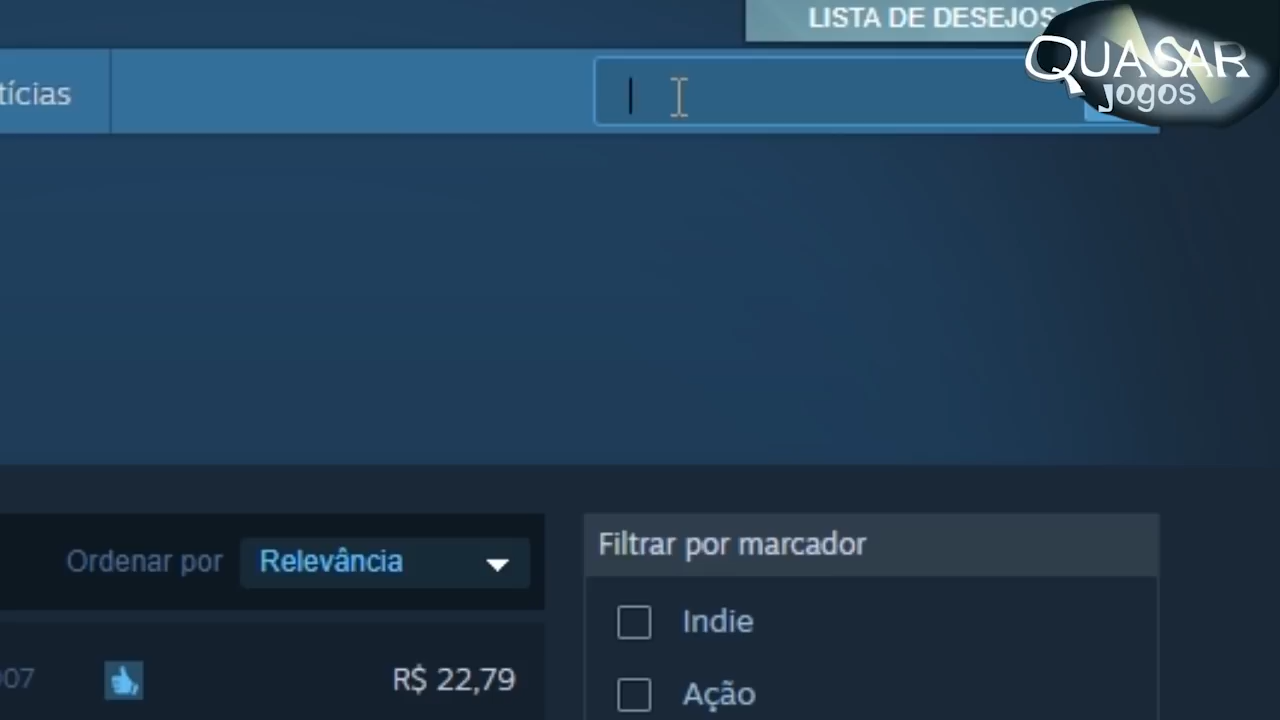 LISTA DE DESEJOS
QUASAR
jogos
tícias
Ordenar por
Relevância
Filtrar por marcador
Indie
007
R$ 22,79
Ação